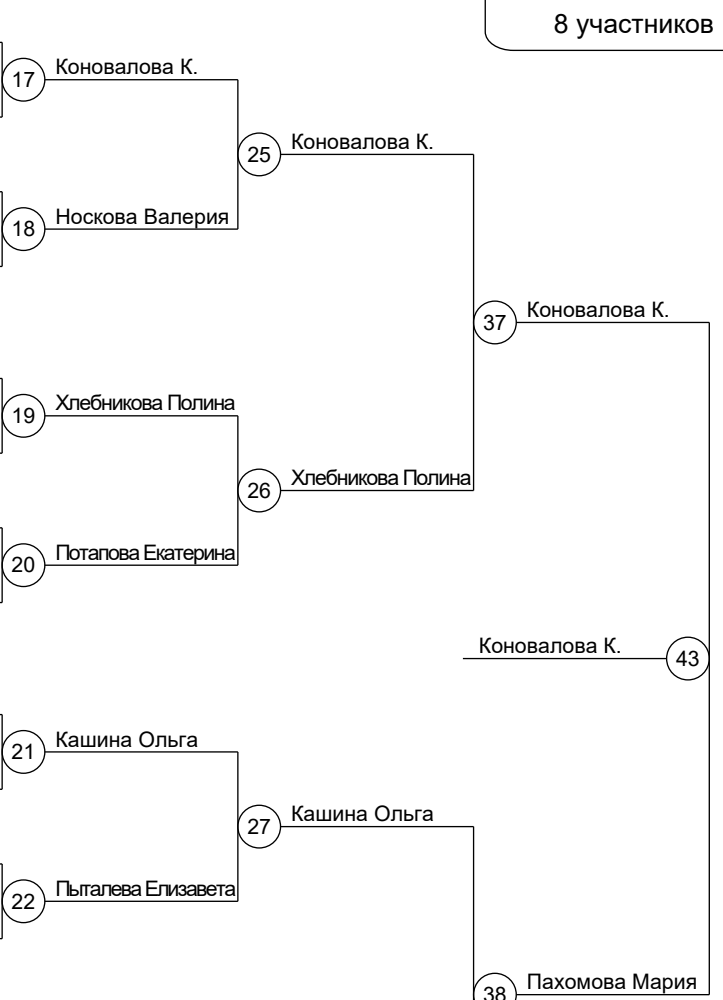 8 участников
17 Коновалова К.
25 Коновалова К.
18 Носкова Валерия
37 Коновалова К.
19 Хлебникова Полина
26 Хлебникова Полина
20 Потапова Екатерина
Коновалова К. 43
21 Кашина Ольга
27 Кашина Ольга
22 Пыталева Елизавета
38 Пахомова Мария